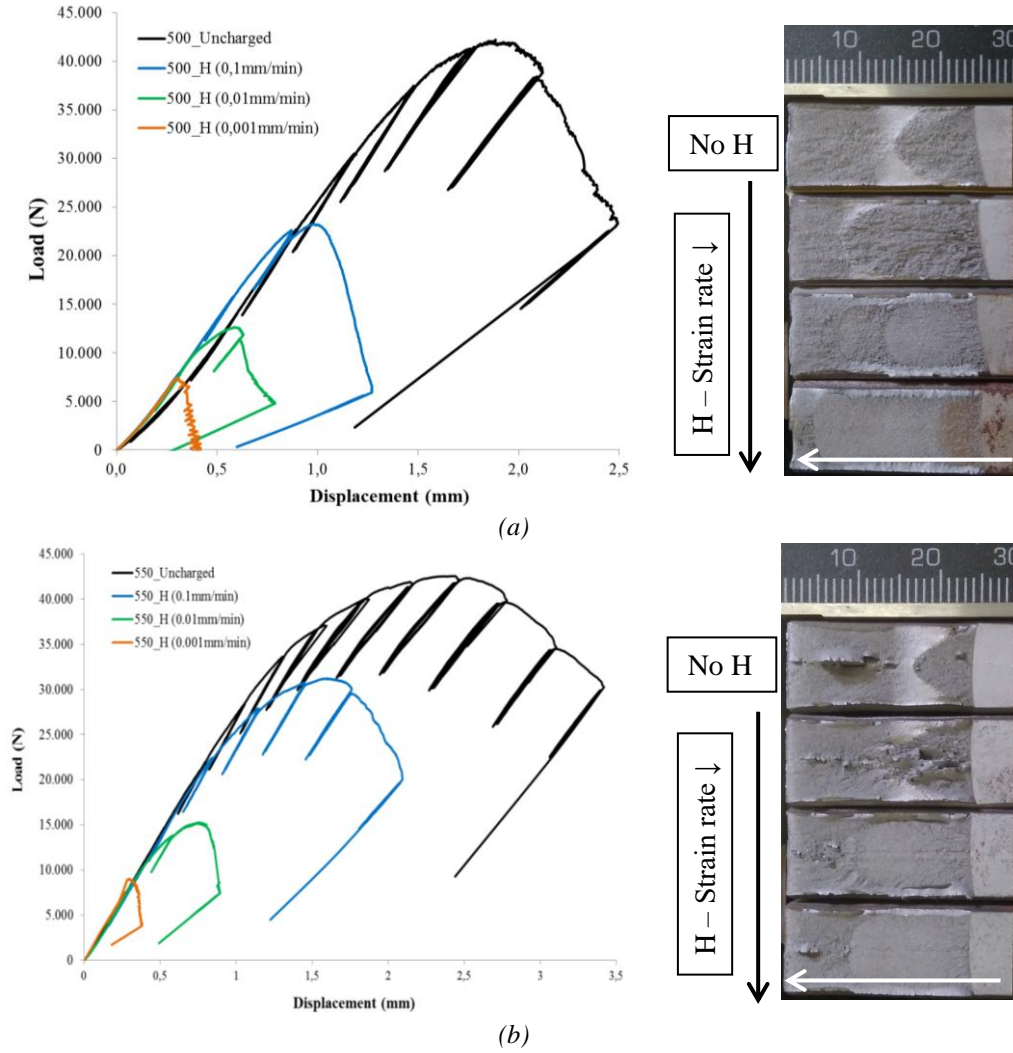 45.000
40.000
35.000
30.000
25.000
20.000
15.000
10.000
5.000
0
Load (N)
500_Uncharged
500_H (0,1mm/min)
500_H (0,01mm/min)
500_H (0,001mm/min)
0,0
0,5
1,0
1,5
2,0
2,5
Displacement (mm)
No H
H – Strain rate ↓
10
20
30
(a)
45.000
40.000
35.000
30.000
25.000
20.000
15.000
10.000
5.000
0
Load (N)
550_Uncharged
550_H (0.1mm/min)
550_H (0.01mm/min)
550_H (0.001mm/min)
0
0,5
1
1,5
2
2,5
3
3,5
Displacement (mm)
No H
H – Strain rate ↓
10
20
30
(b)